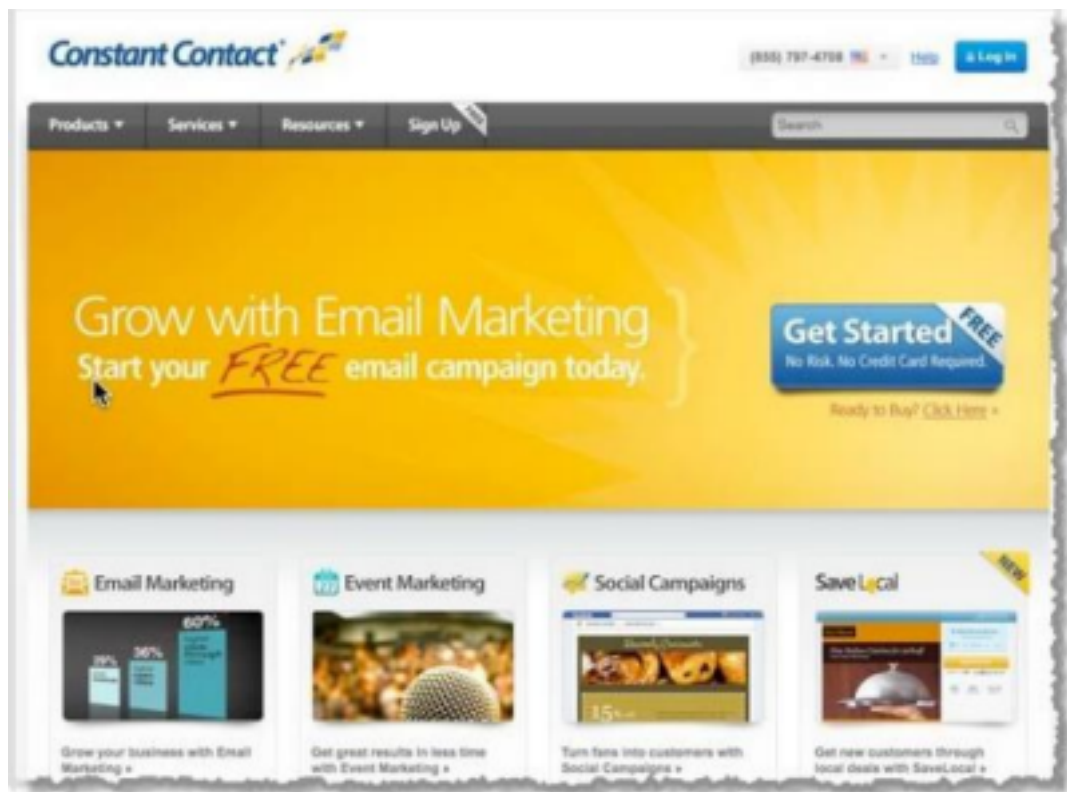 Constant Contact
(855) 797-4708 Help Log In
Products Services Resources Sign Up FREE
Search
Grow with Email Marketing
Start your FREE email campaign today.
Get Started FREE
No Risk. No Credit Card Required.
Ready to Buy? Click Here »
Email Marketing
60%
36%
Grow your business with Email
Marketing »
Event Marketing
Get great results in less time
with Event Marketing »
Social Campaigns
15%
Turn fans into customers with
Social Campaigns »
SaveLocal
NEW
Get new customers through
local deals with SaveLocal »